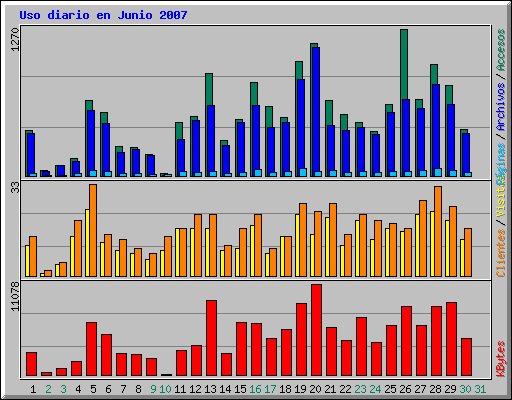 Uso diario en Junio 2007
1270
33
11078
Accesos / Archivos / Páginas
Clientes / Visitas
KBytes
1 2 3 4 5 6 7 8 9 10 11 12 13 14 15 16 17 18 19 20 21 22 23 24 25 26 27 28 29 30 31